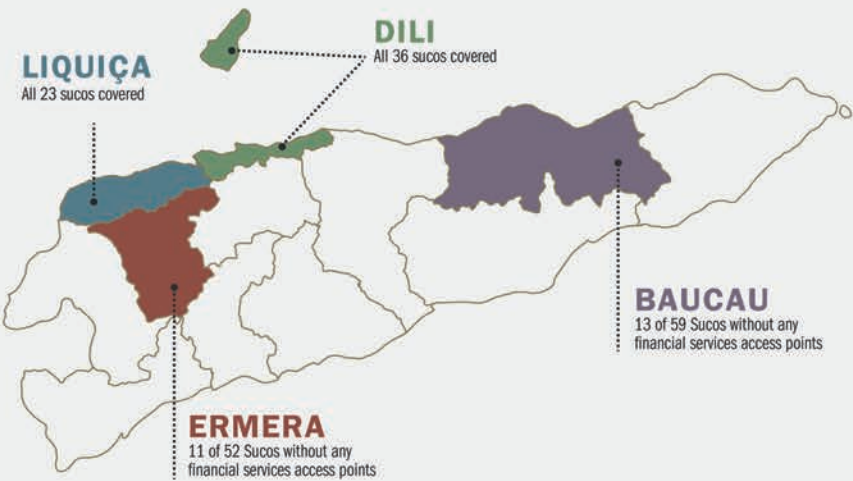 DILI
All 36 sucos covered
LIQUIÇA
All 23 sucos covered
BAUCAU
13 of 59 Sucos without any
financial services access points
ERMERA
11 of 52 Sucos without any
financial services access points